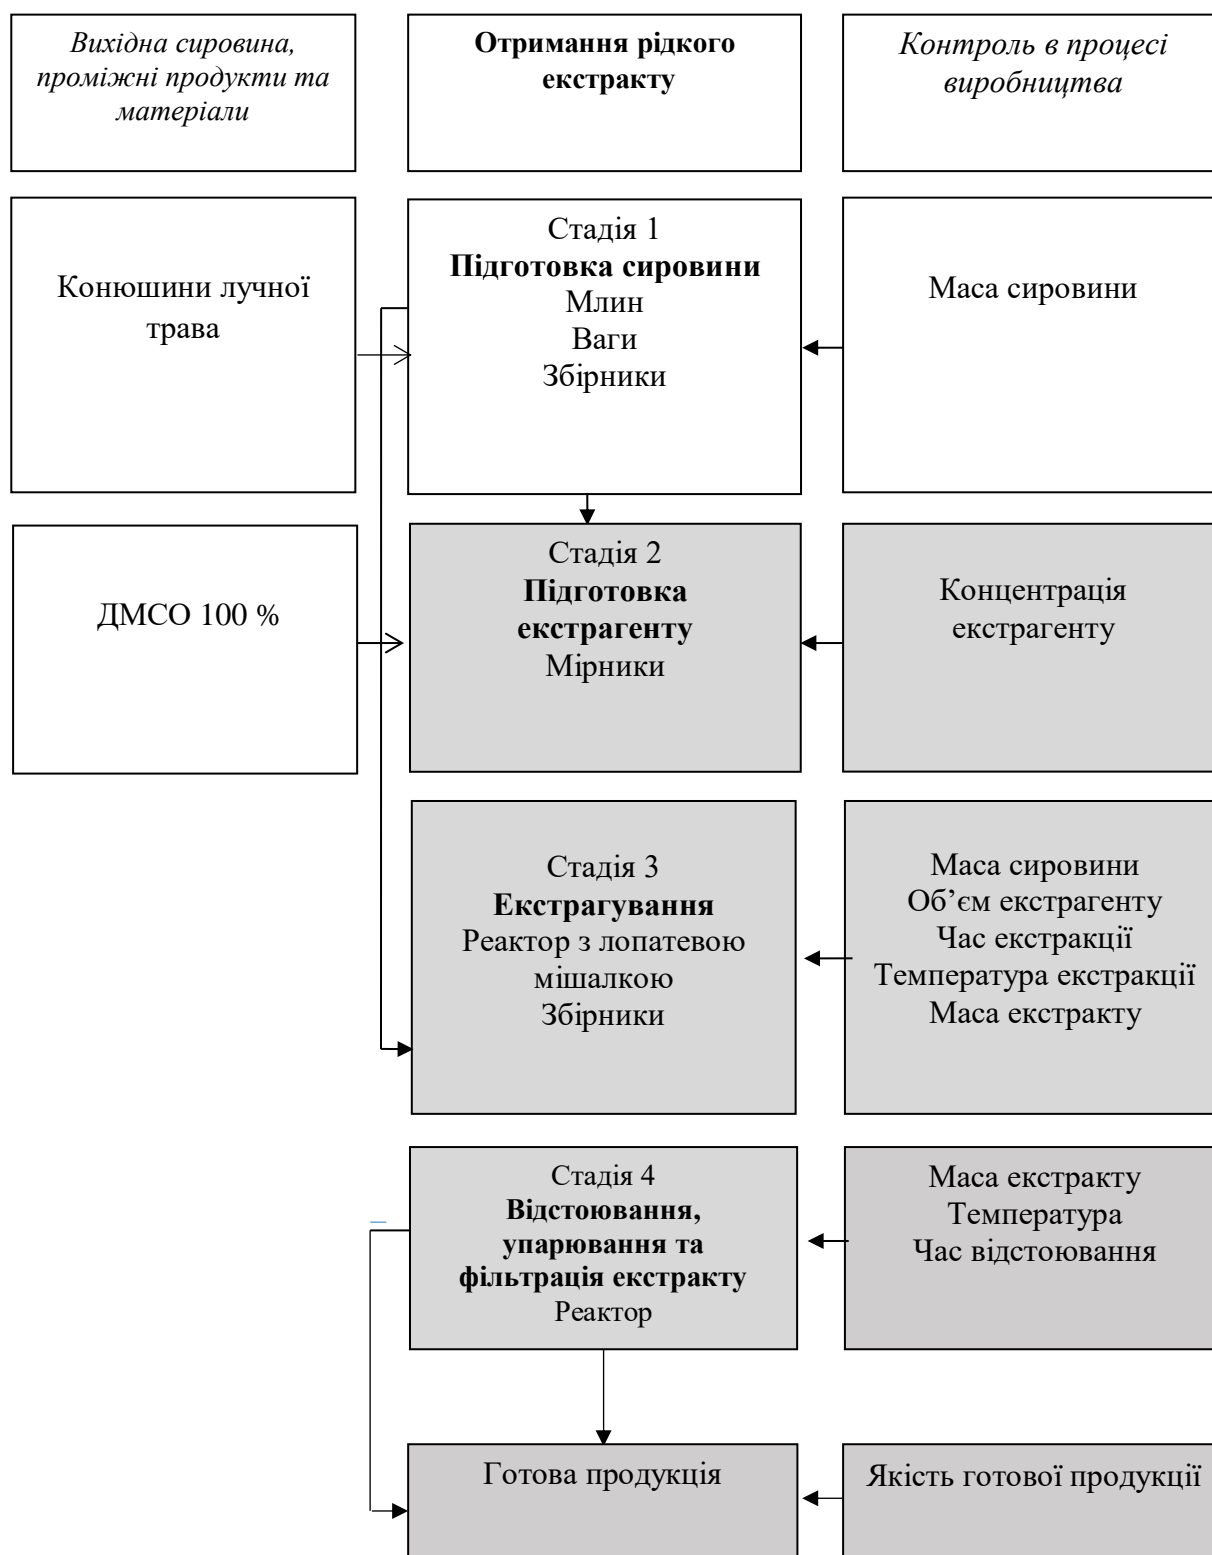 Вихідна сировина,
проміжні продукти та
матеріали
Отримання рідкого
екстракту
Контроль в процесі
виробництва
Конюшини лучної
трава
Стадія 1
Підготовка сировини
Млин
Ваги
Збірники
Маса сировини
ДМСО 100 %
Стадія 2
Підготовка
екстрагенту
Мірники
Концентрація
екстрагенту
Стадія 3
Екстрагування
Реактор з лопатевою
мішалкою
Збірники
Маса сировини
Об’єм екстрагенту
Час екстракції
Температура екстракції
Маса екстракту
Стадія 4
Відстоювання,
упарювання та
фільтрація екстракту
Реактор
Маса екстракту
Температура
Час відстоювання
Готова продукція
Якість готової продукції